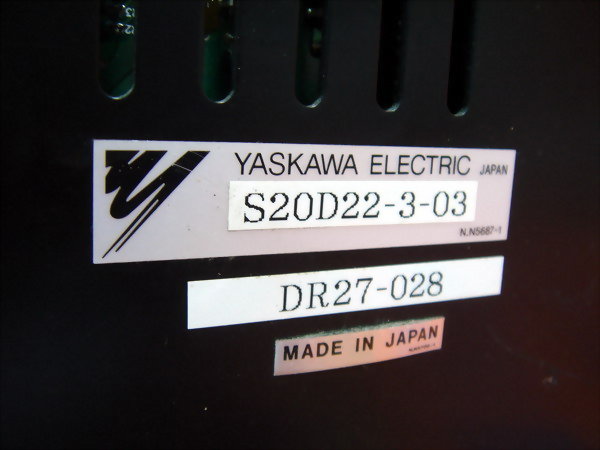 YASKAWA ELECTRIC JAPAN
S20D22-3-03
N.N5687-1
DR27-028
MADE IN JAPAN